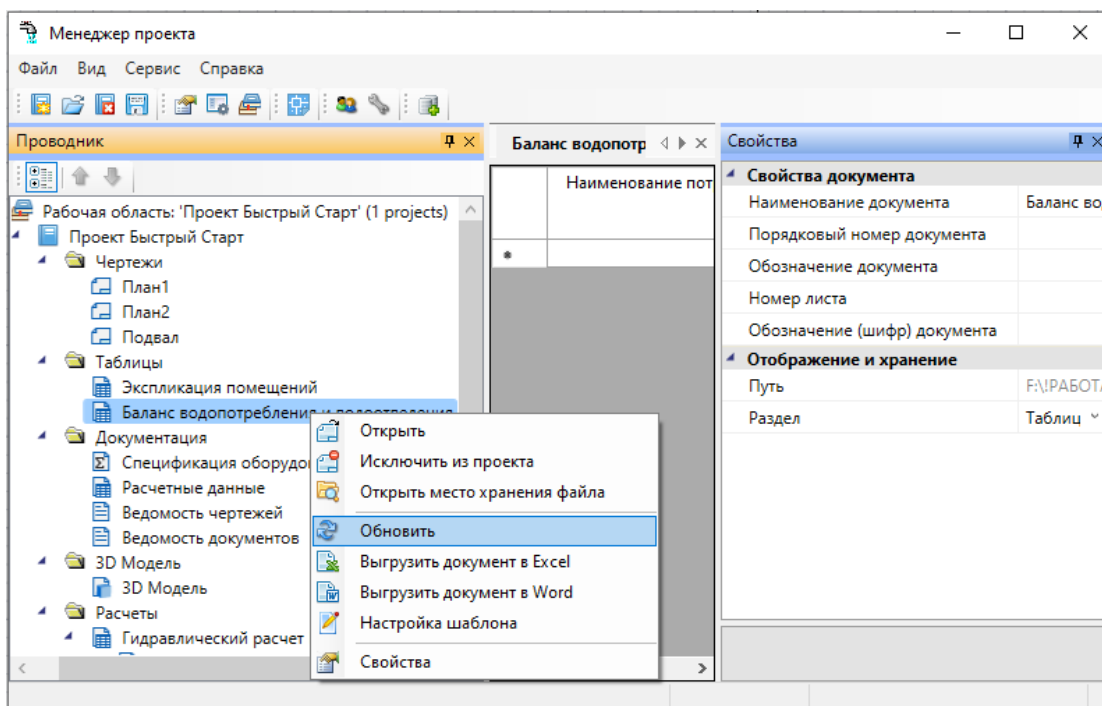 Менеджер проекта
Файл Вид Сервис Справка
Проводник
Рабочая область: 'Проект Быстрый Старт' (1 projects)
Проект Быстрый Старт
Чертежи
План1
План2
Подвал
Таблицы
Экспликация помещений
Баланс водопотребления и водоотведения
Документация
Спецификация оборудо
Расчетные данные
Ведомость чертежей
Ведомость документов
3D Модель
3D Модель
Расчеты
Гидравлический расчет
Баланс водопотр
Наименование пот
Открыть
Исключить из проекта
Открыть место хранения файла
Обновить
Выгрузить документ в Excel
Выгрузить документ в Word
Настройка шаблона
Свойства
Свойства
Свойства документа
Наименование документа Баланс во
Порядковый номер документа
Обозначение документа
Номер листа
Обозначение (шифр) документа
Отображение и хранение
Путь F:\!РАБОТ
Раздел Таблиц